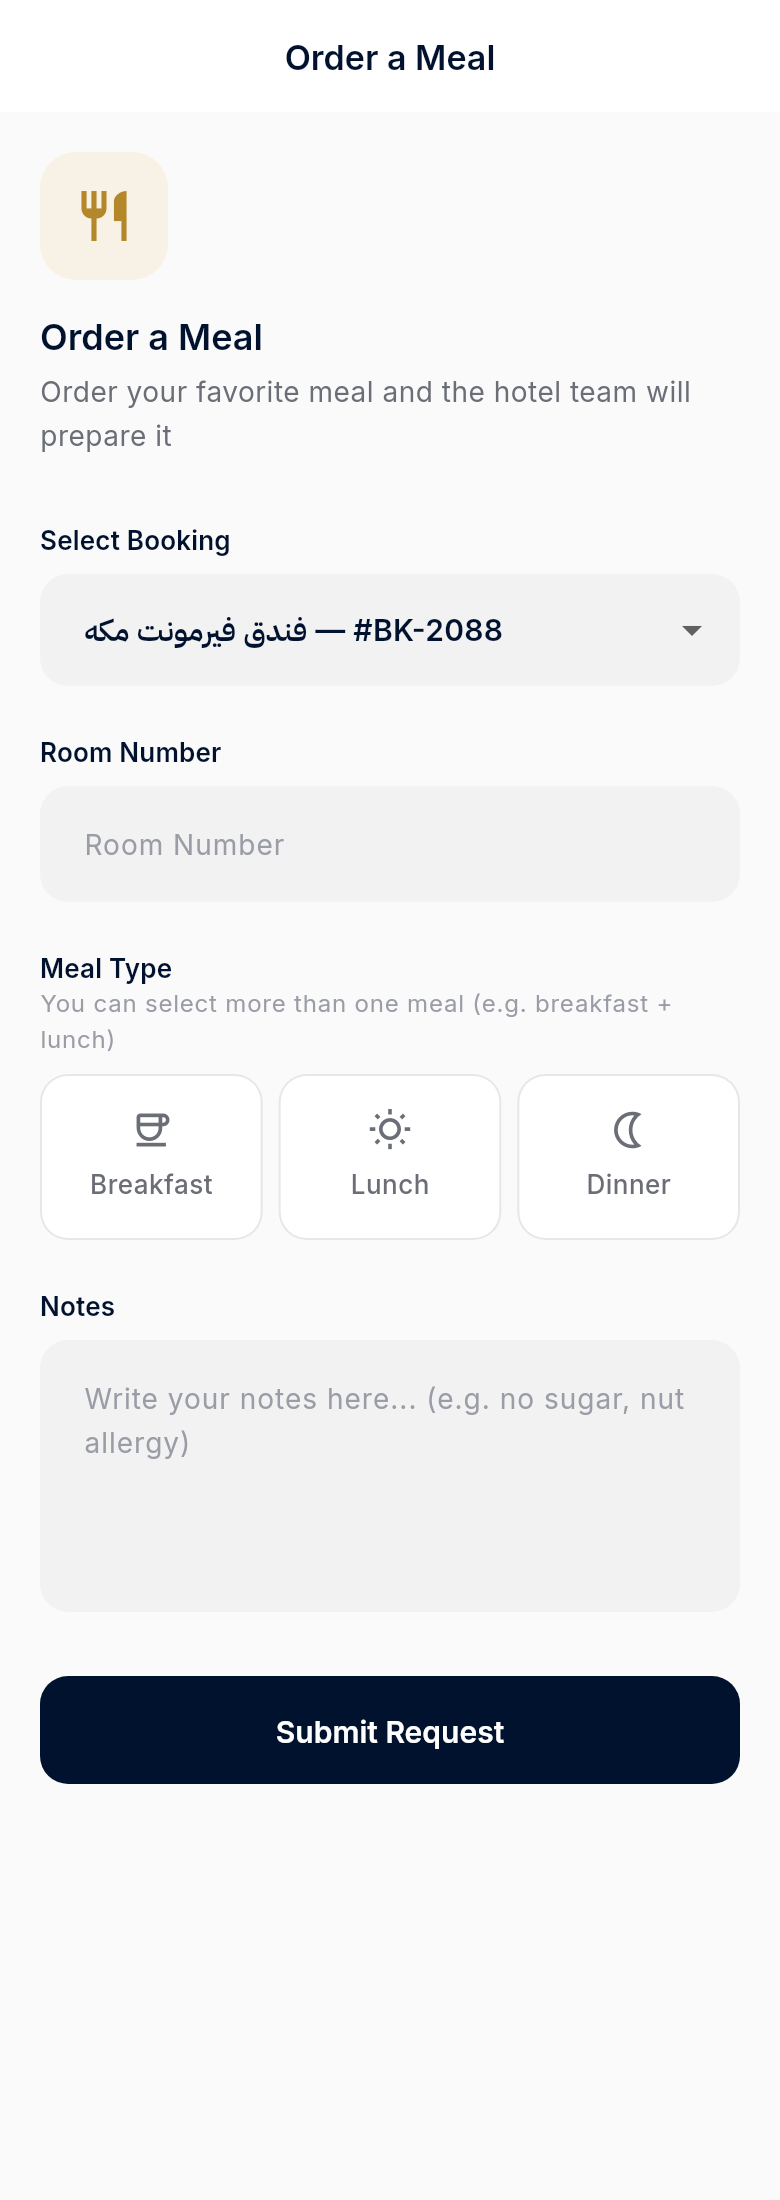 Order a Meal
Order a Meal
Order your favorite meal and the hotel team will
prepare it
Select Booking
فندق فيرمونت مكه — #BK-2088
Room Number
Room Number
Meal Type
You can select more than one meal (e.g. breakfast +
lunch)
Breakfast
Lunch
Dinner
Notes
Write your notes here... (e.g. no sugar, nut
allergy)
Submit Request